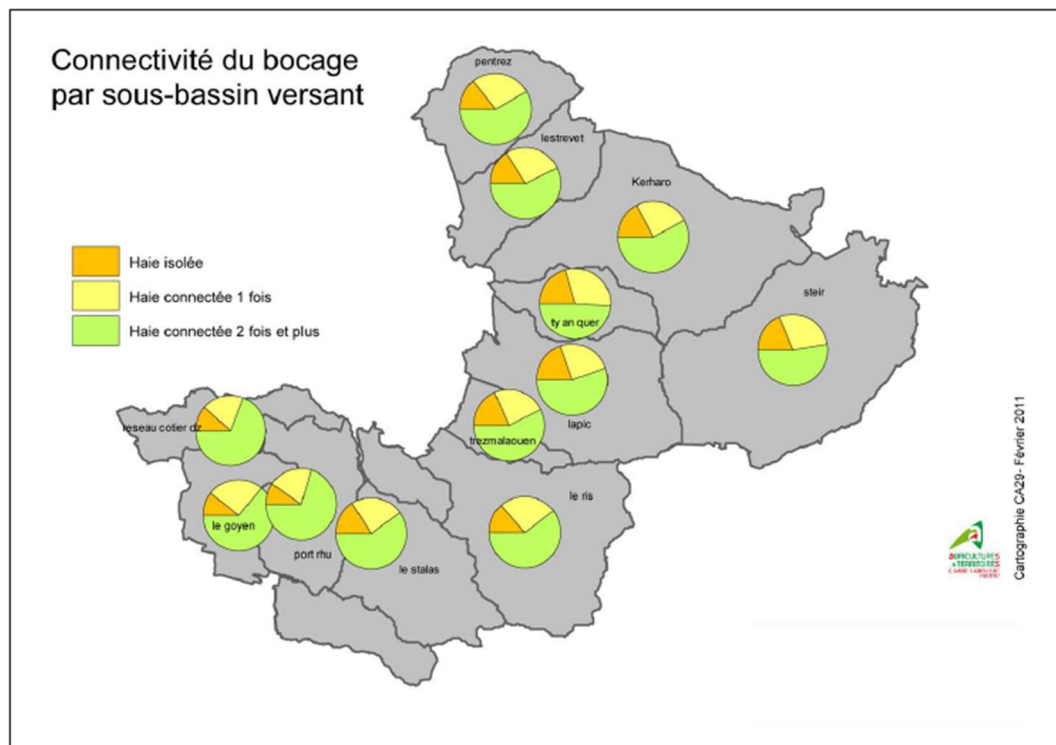 Connectivité du bocage
par sous-bassin versant
pentrez
lestrevet
Kerharo
Haie isolée
Haie connectée 1 fois
Haie connectée 2 fois et plus
steir
ty an quer
lapic
trezmalaouen
reseau cotier dz
le goyen
port rhu
le stalas
le ris
AGRICULTURES
& TERRITOIRES
Cartographie CA29- Février 2011